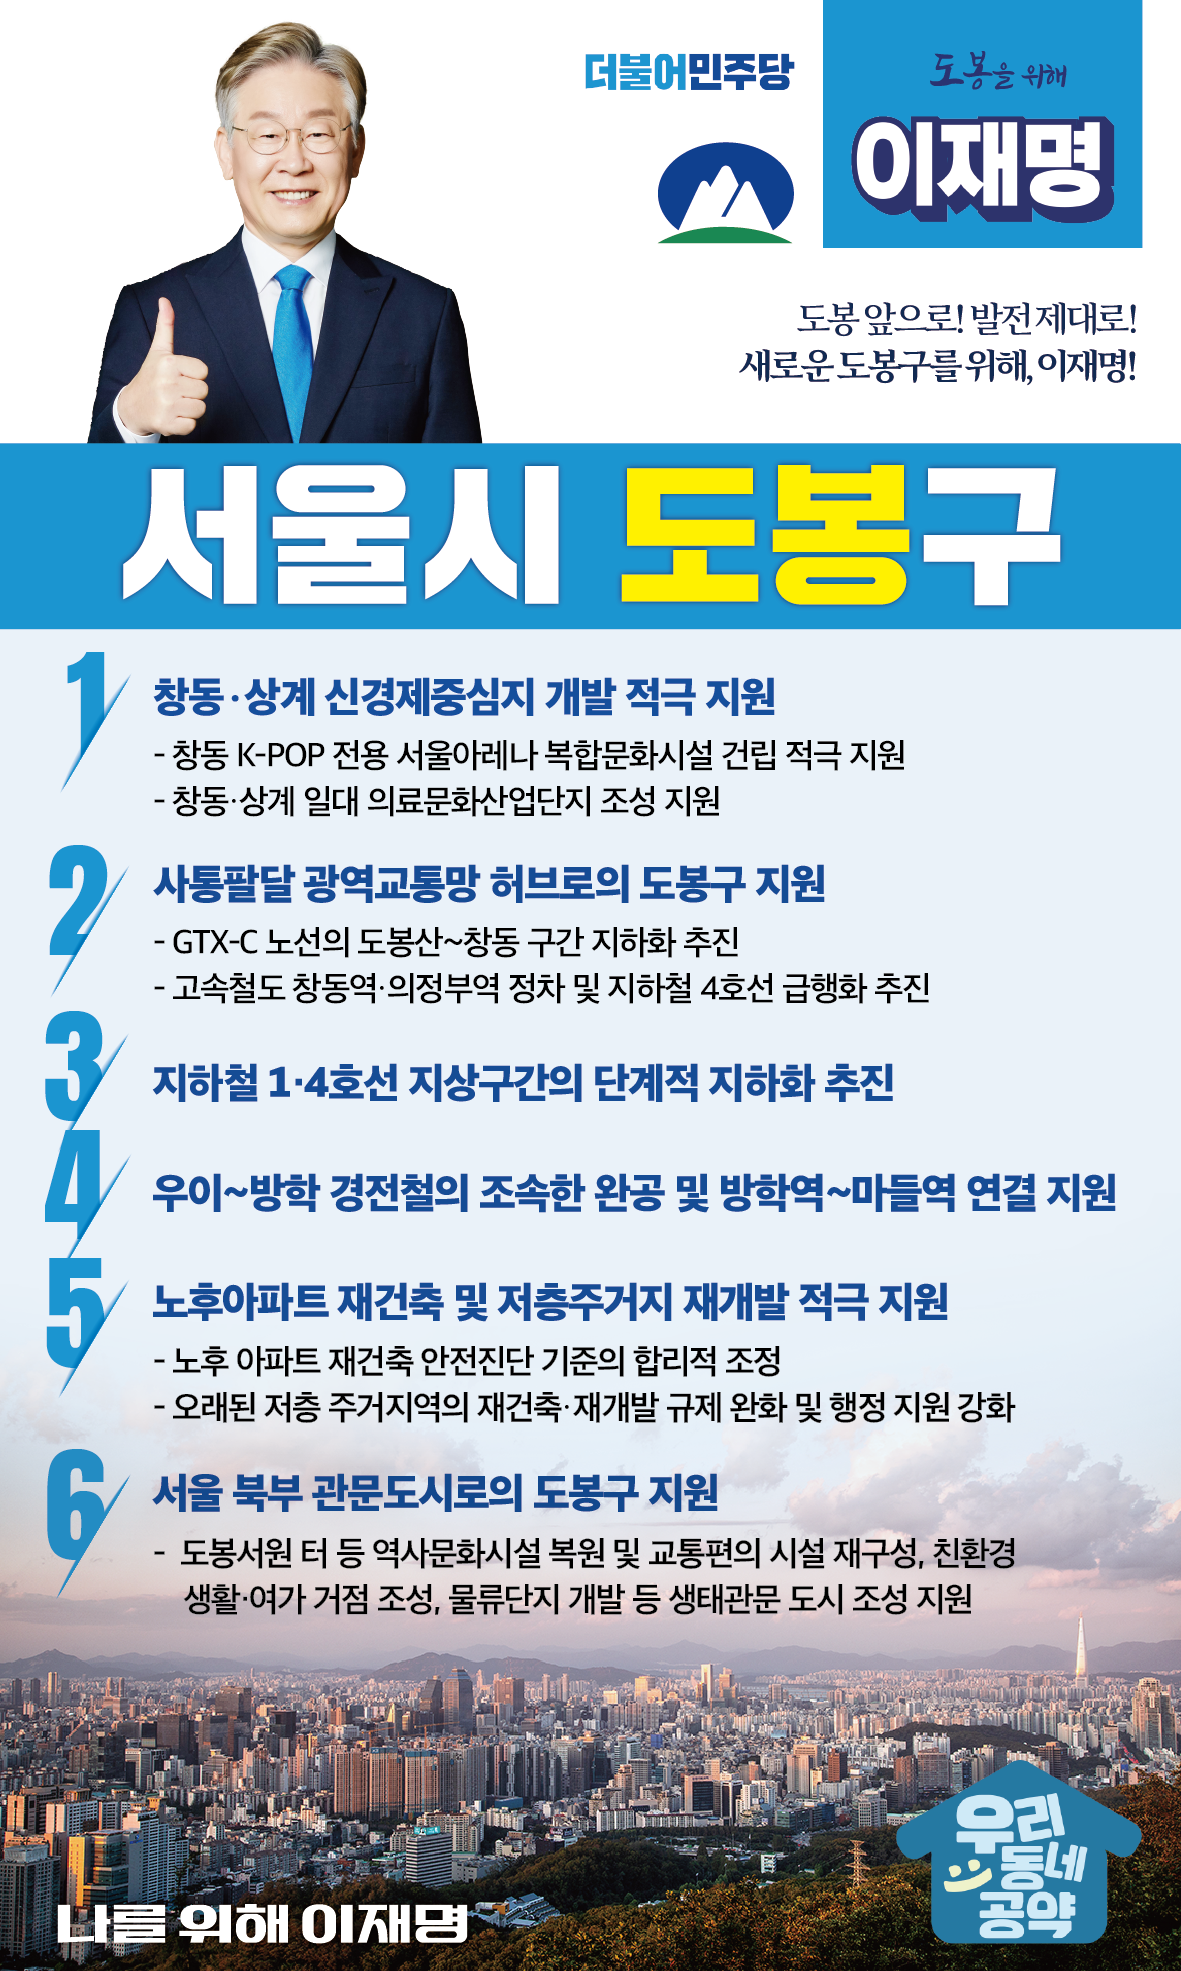 더불어민주당
도봉을 위해
이재명
도봉 앞으로! 발전 제대로!
새로운 도봉구를 위해, 이재명!
서울시 도봉구
1 창동·상계 신경제중심지 개발 적극 지원
- 창동 K-POP 전용 서울아레나 복합문화시설 건립 적극 지원
- 창동·상계 일대 의료문화산업단지 조성 지원
2 사통팔달 광역교통망 허브로의 도봉구 지원
- GTX-C 노선의 도봉산~창동 구간 지하화 추진
- 고속철도 창동역·의정부역 정차 및 지하철 4호선 급행화 추진
3 지하철 1·4호선 지상구간의 단계적 지하화 추진
4 우이~방학 경전철의 조속한 완공 및 방학역~마들역 연결 지원
5 노후아파트 재건축 및 저층주거지 재개발 적극 지원
- 노후 아파트 재건축 안전진단 기준의 합리적 조정
- 오래된 저층 주거지역의 재건축·재개발 규제 완화 및 행정 지원 강화
6 서울 북부 관문도시로의 도봉구 지원
- 도봉서원 터 등 역사문화시설 복원 및 교통편의 시설 재구성, 친환경
생활·여가 거점 조성, 물류단지 개발 등 생태관문 도시 조성 지원
우리
동네
공약
나를 위해 이재명